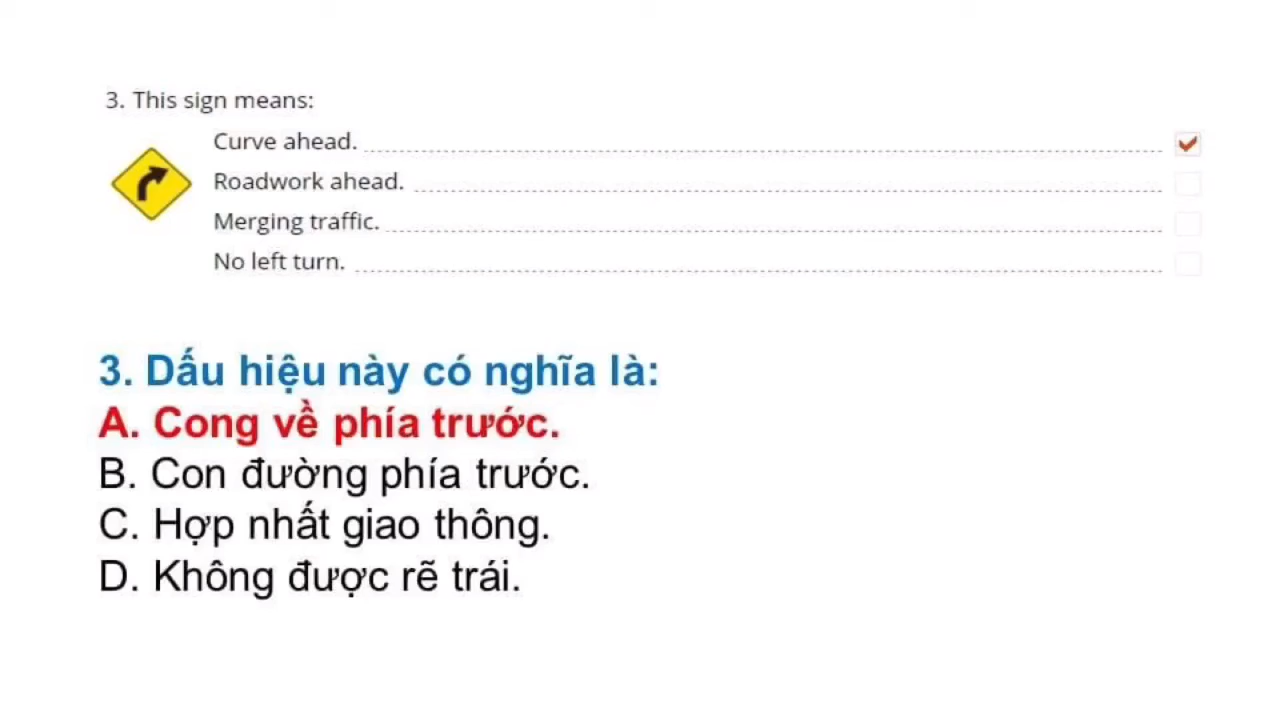 3. This sign means:
Curve ahead.
Roadwork ahead.
Merging traffic.
No left turn.
3. Dấu hiệu này có nghĩa là:
A. Cong về phía trước.
B. Con đường phía trước.
C. Hợp nhất giao thông.
D. Không được rẽ trái.